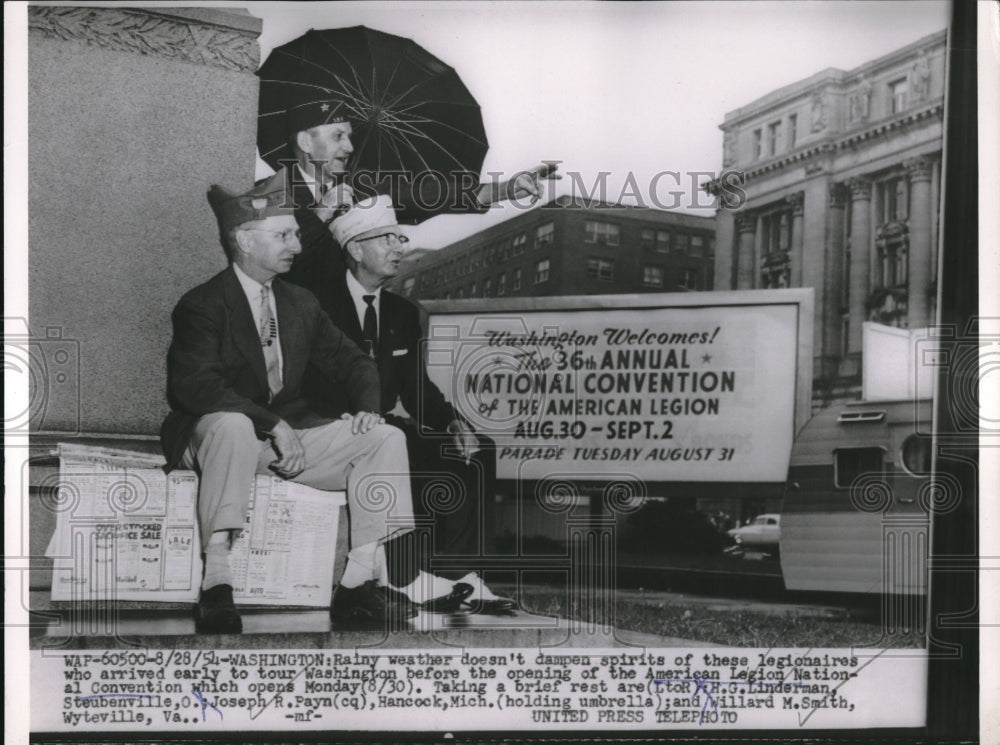 HISTORIC IMAGES
Washington Welcomes!
The 36th ANNUAL
NATIONAL CONVENTION
of THE AMERICAN LEGION
AUG.30-SEPT.2
PARADE TUESDAY AUGUST 31
OVERSTOCKED
SACRIFICE SALE
SALE
AUTO
WAP-60500-8/28/54-WASHINGTON:Rainy weather doesn't dampen spirits of these legionaires
who arrived early to tour Washington before the opening of the American Legion Nation-
al Convention which opens Monday(8/30). Taking a brief rest are(LtoR):H.G.Linderman,
Steubenville,O.;Joseph R.Payn(cq),Hancock,Mich.(holding umbrella);and Willard M.Smith,
Wyteville, Va.. -mf- UNITED PRESS TELEPHOTO